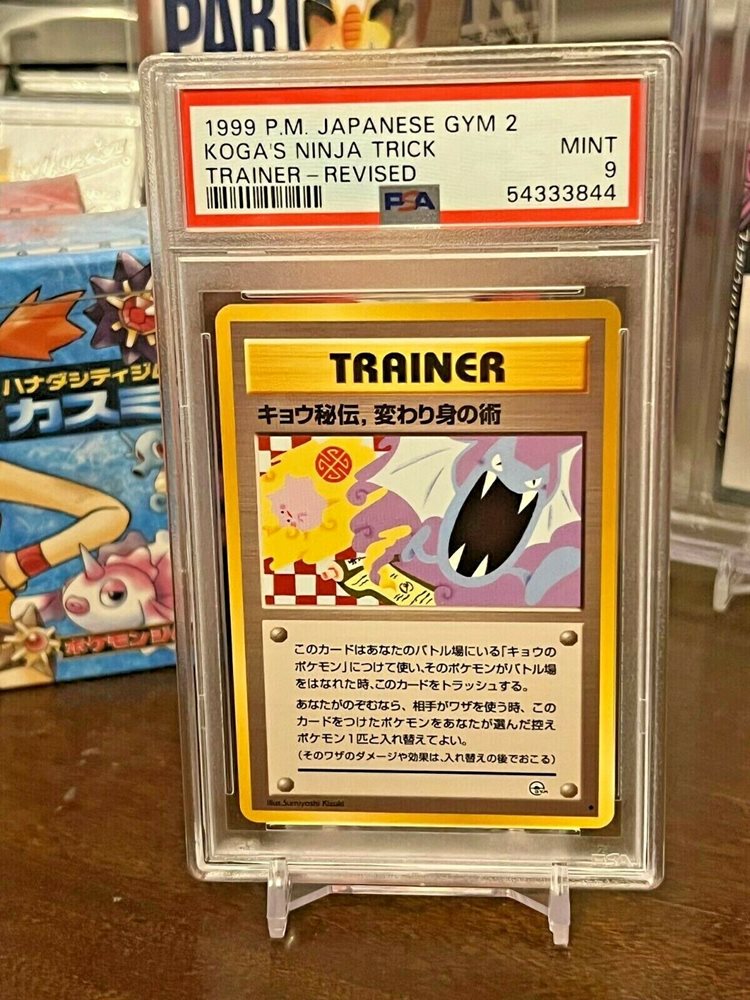 PART
1999 P.M. JAPANESE GYM 2
KOGA'S NINJA TRICK
TRAINER-REVISED
MINT
9
54333844
PSA
TRAINER
キョウ秘伝, 変わり身の術
このカードはあなたのバトル場にいる「キョウの
ポケモン」につけて使い、そのポケモンがバトル場
をはなれた時、このカードをトラッシュする。
あなたがのぞむなら、相手がワザを使う時、この
カードをつけたポケモンをあなたが選んだ控え
ポケモン1匹と入れ替えてよい。
(そのワザのダメージや効果は、入れ替えの後でおこる)
illus. Sumiyoshi Kizuki
ハナダシティジム
カスミ
ポケモン